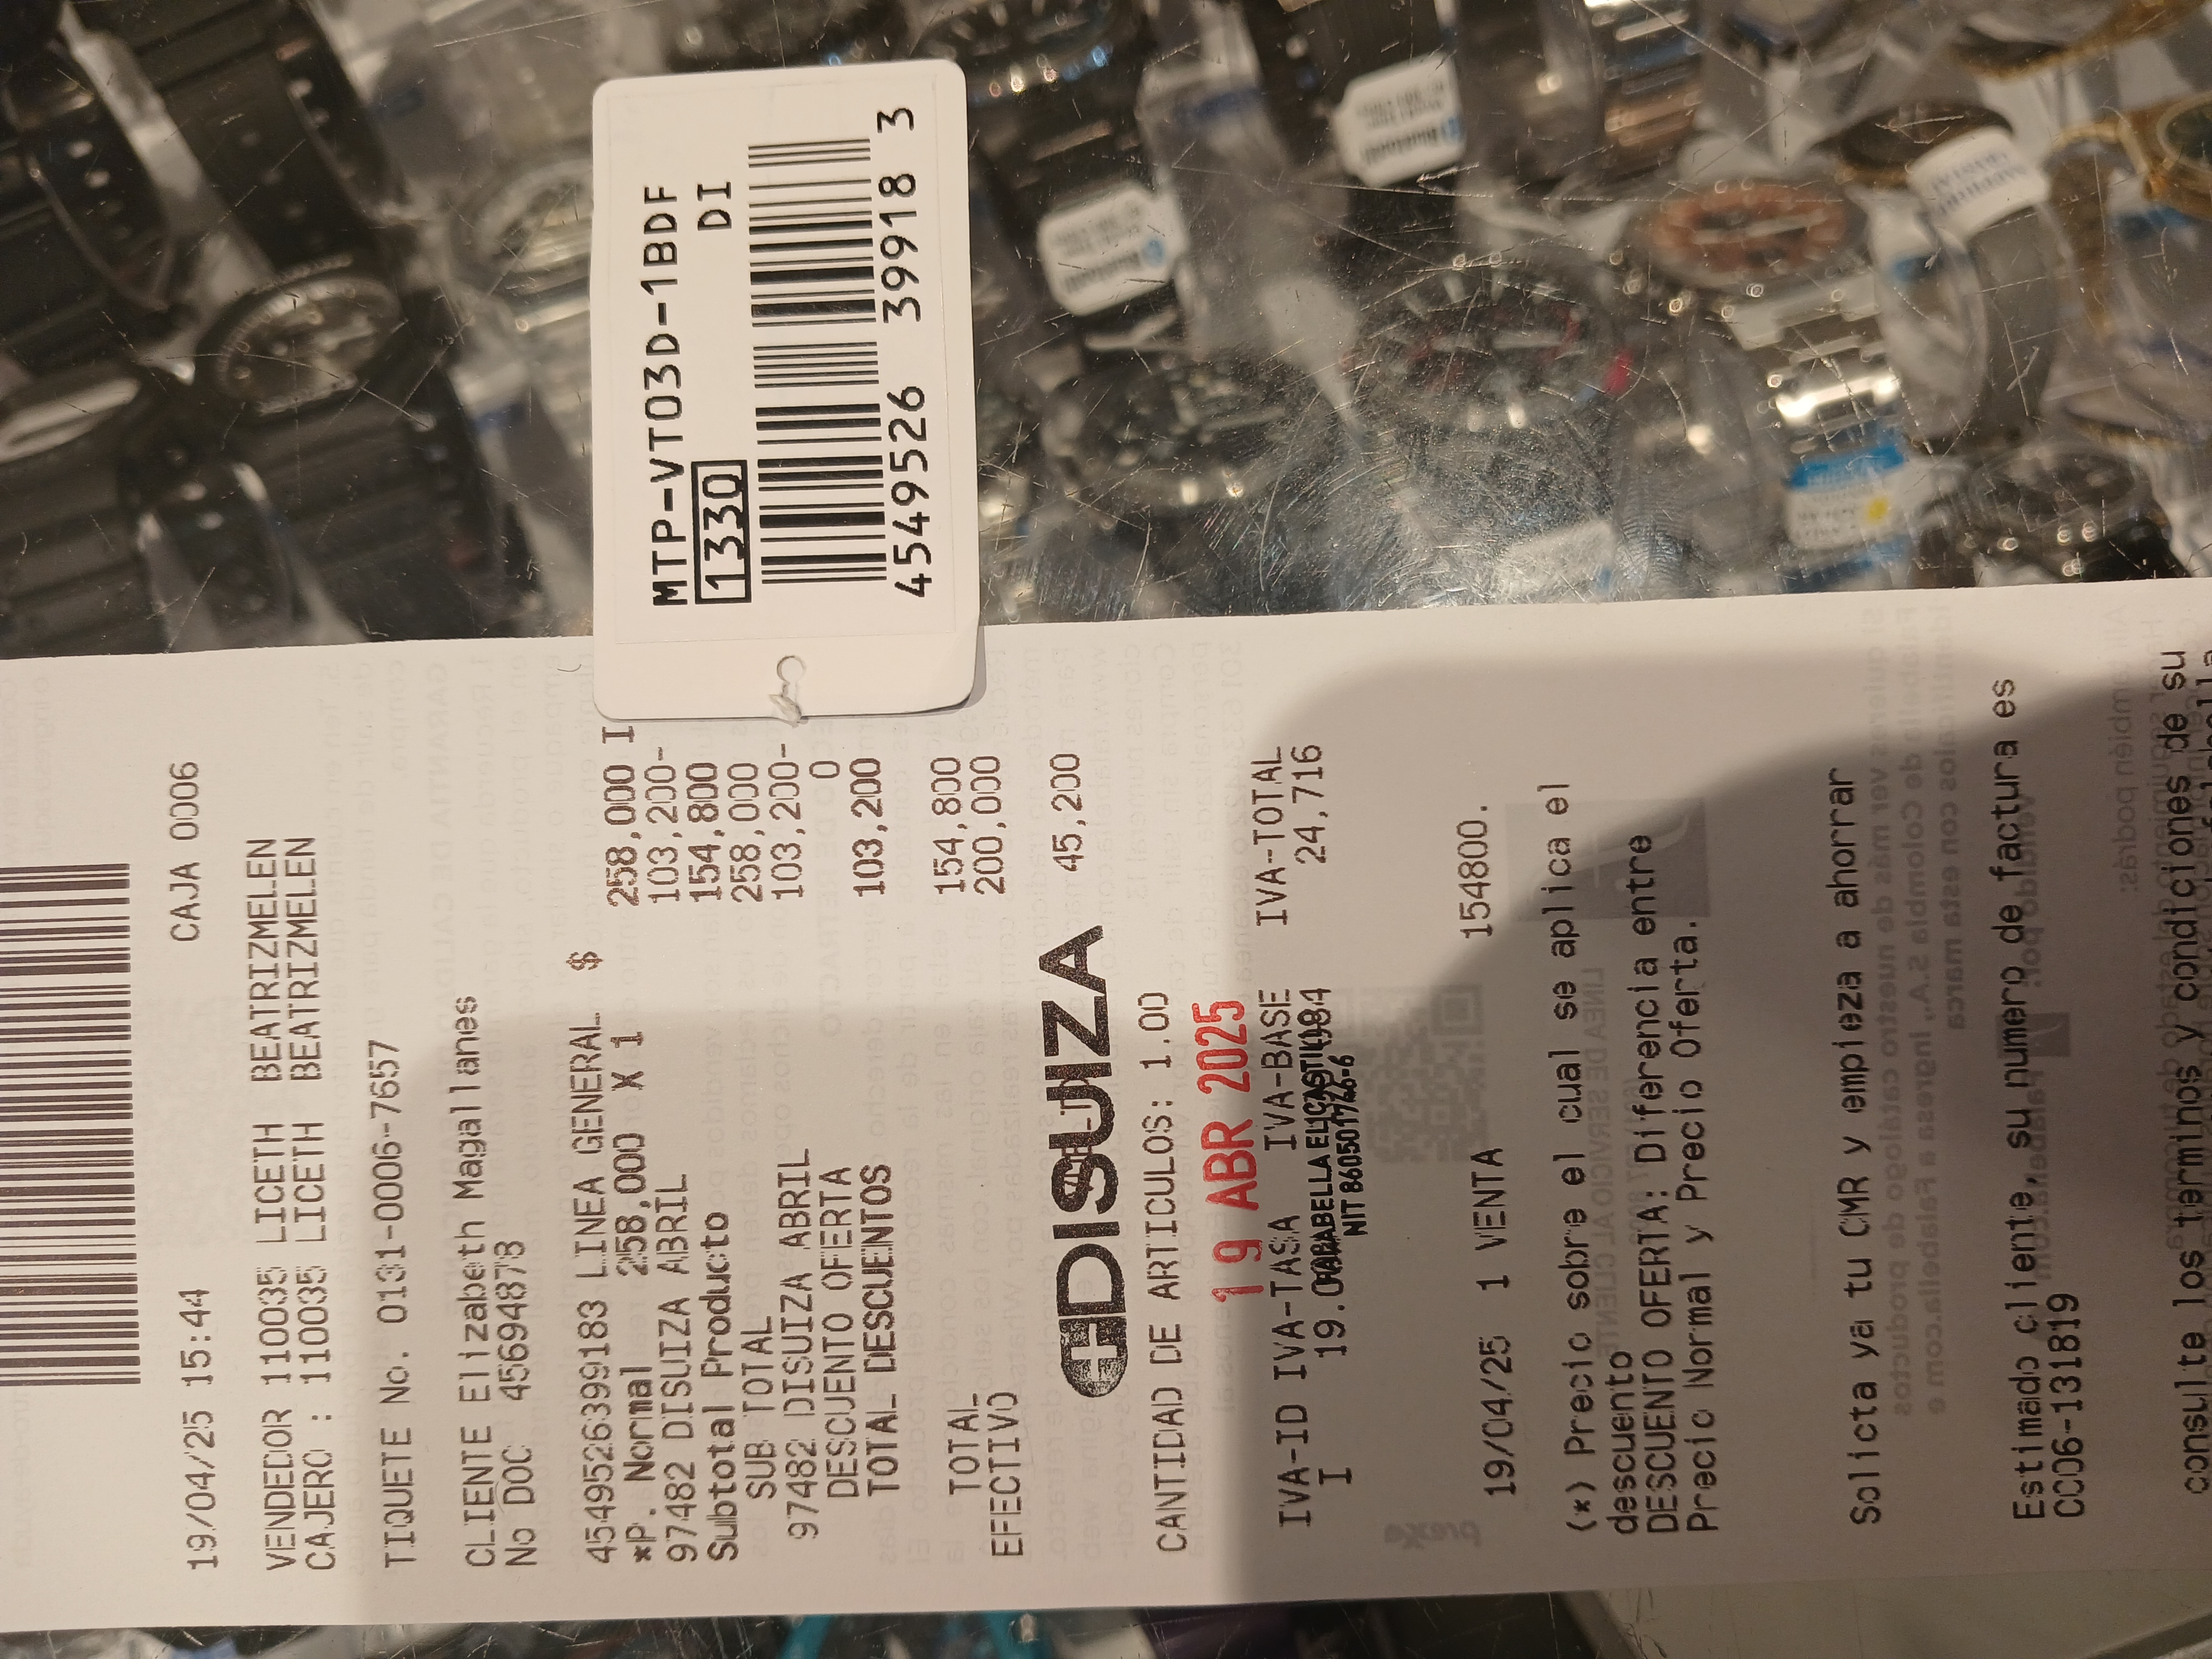 MTP-VT03D-1BDF
1330 DI
4549526 39918 3
19/04/25 15:44 CAJA 0006
VENDEDOR 110035 LICETH BEATRIZMELEN
CAJERO : 110035 LICETH BEATRIZMELEN
TIQUETE No. 0131-0006-7657
CLIENTE Elizabeth Magallanes
No DOC 45694878
4549526399183 LINEA GENERAL $
*P. Normal 258,000 X 1 258,000 I
97482 DISUIZA ABRIL 103,200-
Subtotal Producto 154,800
SUB TOTAL 258,000
97482 DISUIZA ABRIL 103,200-
DESCUENTO OFERTA 0
TOTAL DESCUENTOS 103,200
TOTAL 154,800
EFECTIVO 200,000
45,200
DISUIZA
CANTIDAD DE ARTICULOS: 1.00
19 ABR 2025
IVA-ID IVA-TASA IVA-BASE IVA-TOTAL
I 19.0 24,716
NIT 860501746-6
19/04/25 1 VENTA 154800.
(*) Precio sobre el cual se aplica el
descuento
DESCUENTO OFERTA: Diferencia entre
Precio Normal y Precio Oferta.
Solicta ya tu CMR y empieza a ahorrar
Estimado cliente, su numero de factura es
CC06-131819
consulte los terminos y condiciones de su